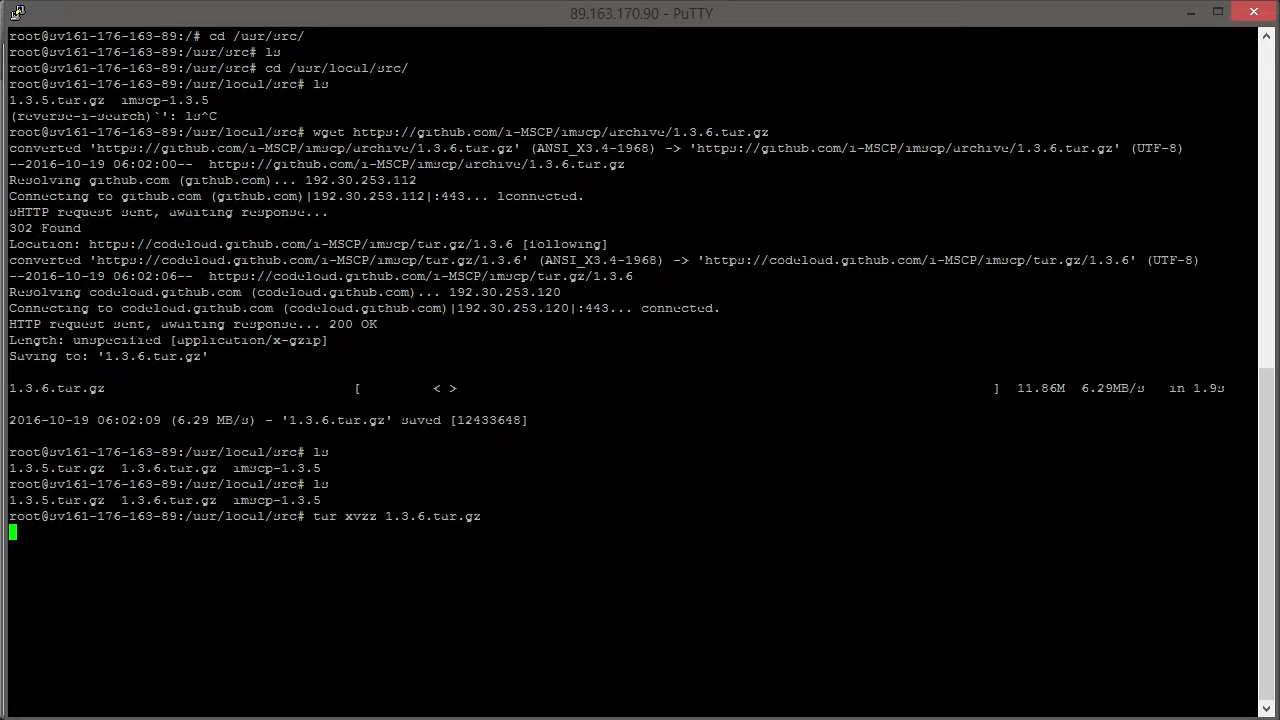 89.163.170.90 - PuTTY
root@sv161-176-163-89:/# cd /usr/src/
root@sv161-176-163-89:/usr/src# ls
root@sv161-176-163-89:/usr/src# cd /usr/local/src/
root@sv161-176-163-89:/usr/local/src# ls
1.3.5.tar.gz  imscp-1.3.5
(reverse-i-search)`': ls^C
root@sv161-176-163-89:/usr/local/src# wget https://github.com/i-MSCP/imscp/archive/1.3.6.tar.gz
converted 'https://github.com/i-MSCP/imscp/archive/1.3.6.tar.gz' (ANSI_X3.4-1968) -> 'https://github.com/i-MSCP/imscp/archive/1.3.6.tar.gz' (UTF-8)
--2016-10-19 06:02:00--  https://github.com/i-MSCP/imscp/archive/1.3.6.tar.gz
Resolving github.com (github.com)... 192.30.253.112
Connecting to github.com (github.com)|192.30.253.112|:443... lconnected.
sHTTP request sent, awaiting response...
302 Found
Location: https://codeload.github.com/i-MSCP/imscp/tar.gz/1.3.6 [following]
converted 'https://codeload.github.com/i-MSCP/imscp/tar.gz/1.3.6' (ANSI_X3.4-1968) -> 'https://codeload.github.com/i-MSCP/imscp/tar.gz/1.3.6' (UTF-8)
--2016-10-19 06:02:06--  https://codeload.github.com/i-MSCP/imscp/tar.gz/1.3.6
Resolving codeload.github.com (codeload.github.com)... 192.30.253.120
Connecting to codeload.github.com (codeload.github.com)|192.30.253.120|:443... connected.
HTTP request sent, awaiting response... 200 OK
Length: unspecified [application/x-gzip]
Saving to: '1.3.6.tar.gz'
1.3.6.tar.gz [ <=> ] 11.86M 6.29MB/s in 1.9s
2016-10-19 06:02:09 (6.29 MB/s) - '1.3.6.tar.gz' saved [12433648]
root@sv161-176-163-89:/usr/local/src# ls
1.3.5.tar.gz  1.3.6.tar.gz  imscp-1.3.5
root@sv161-176-163-89:/usr/local/src# ls
1.3.5.tar.gz  1.3.6.tar.gz  imscp-1.3.5
root@sv161-176-163-89:/usr/local/src# tar xvzz 1.3.6.tar.gz